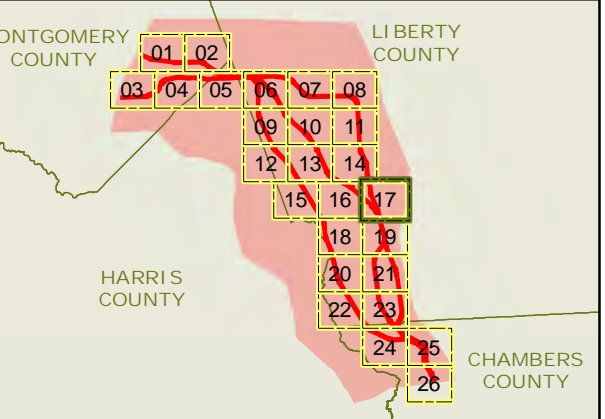 ONTGOMERY
COUNTY
LIBERTY
COUNTY
01 02
03 04 05 06 07 08
09 10 11
12 13 14
15 16 17
18 19
20 21
22 23
24 25
26
HARRIS
COUNTY
CHAMBERS
COUNTY